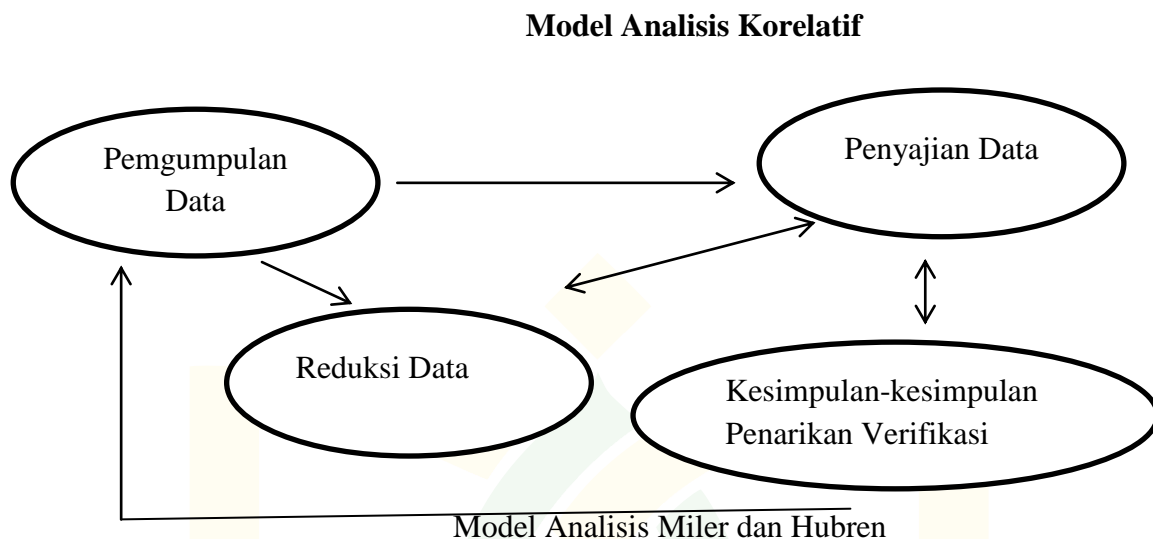 Model Analisis Korelatif
Pemgumpulan
Data
Penyajian Data
Reduksi Data
Kesimpulan-kesimpulan
Penarikan Verifikasi
Model Analisis Miler dan Hubren